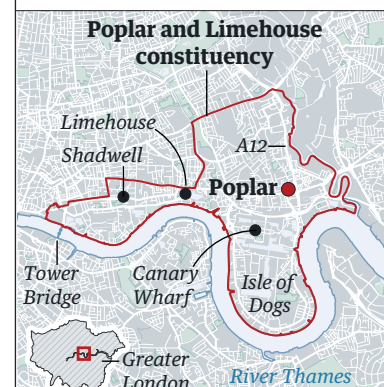 Poplar and Limehouse
constituency
Limehouse
A12
Shadwell
Poplar
Tower
Bridge
Canary
Wharf
Isle of
Dogs
Greater
London
River Thames